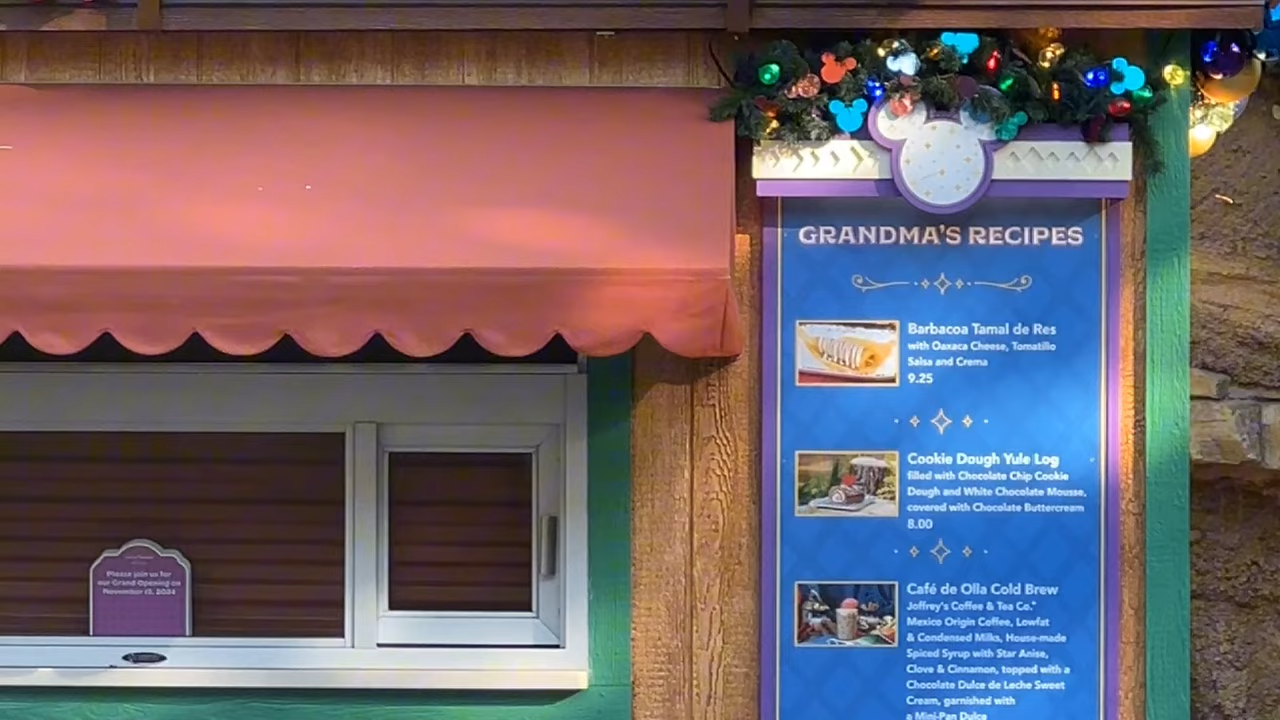 GRANDMA'S RECIPES
Barbacoa Tamal de Res
with Oaxaca Cheese, Tomatillo
Salsa and Crema
9.25
Cookie Dough Yule Log
filled with Chocolate Chip Cookie
Dough and White Chocolate Mousse,
covered with Chocolate Buttercream
8.00
Café de Olla Cold Brew
Joffrey's Coffee & Tea Co.®
Mexico Origin Coffee, Lowfat
& Condensed Milks, House-made
Spiced Syrup with Star Anise,
Clove & Cinnamon, topped with a
Chocolate Dulce de Leche Sweet
Cream, garnished with
a Mini-Pan Dulce
Please join us for
our Grand Opening on
November 15, 2024